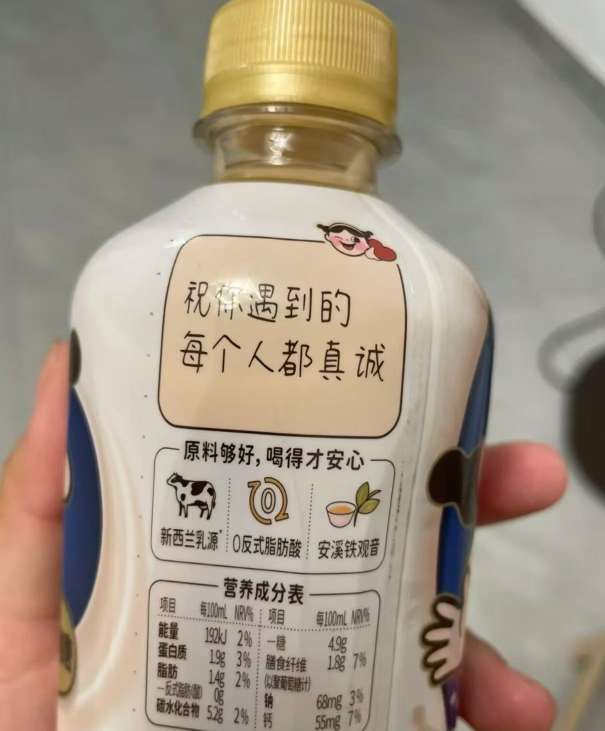 祝你遇到的
每个人都真诚
原料够好，喝得才安心
新西兰乳源*
0反式脂肪酸
安溪铁观音
营养成分表
项目 每100mL NRV%
能量 192kJ 2%
蛋白质 1.9g 3%
脂肪 1.4g 2%
—反式脂肪(酸) 0g
碳水化合物 5.2g 2%
项目 每100mL NRV%
—糖 4.9g
膳食纤维 1.8g 7%
(以聚葡萄糖计)
钠 68mg 3%
钙 55mg 7%